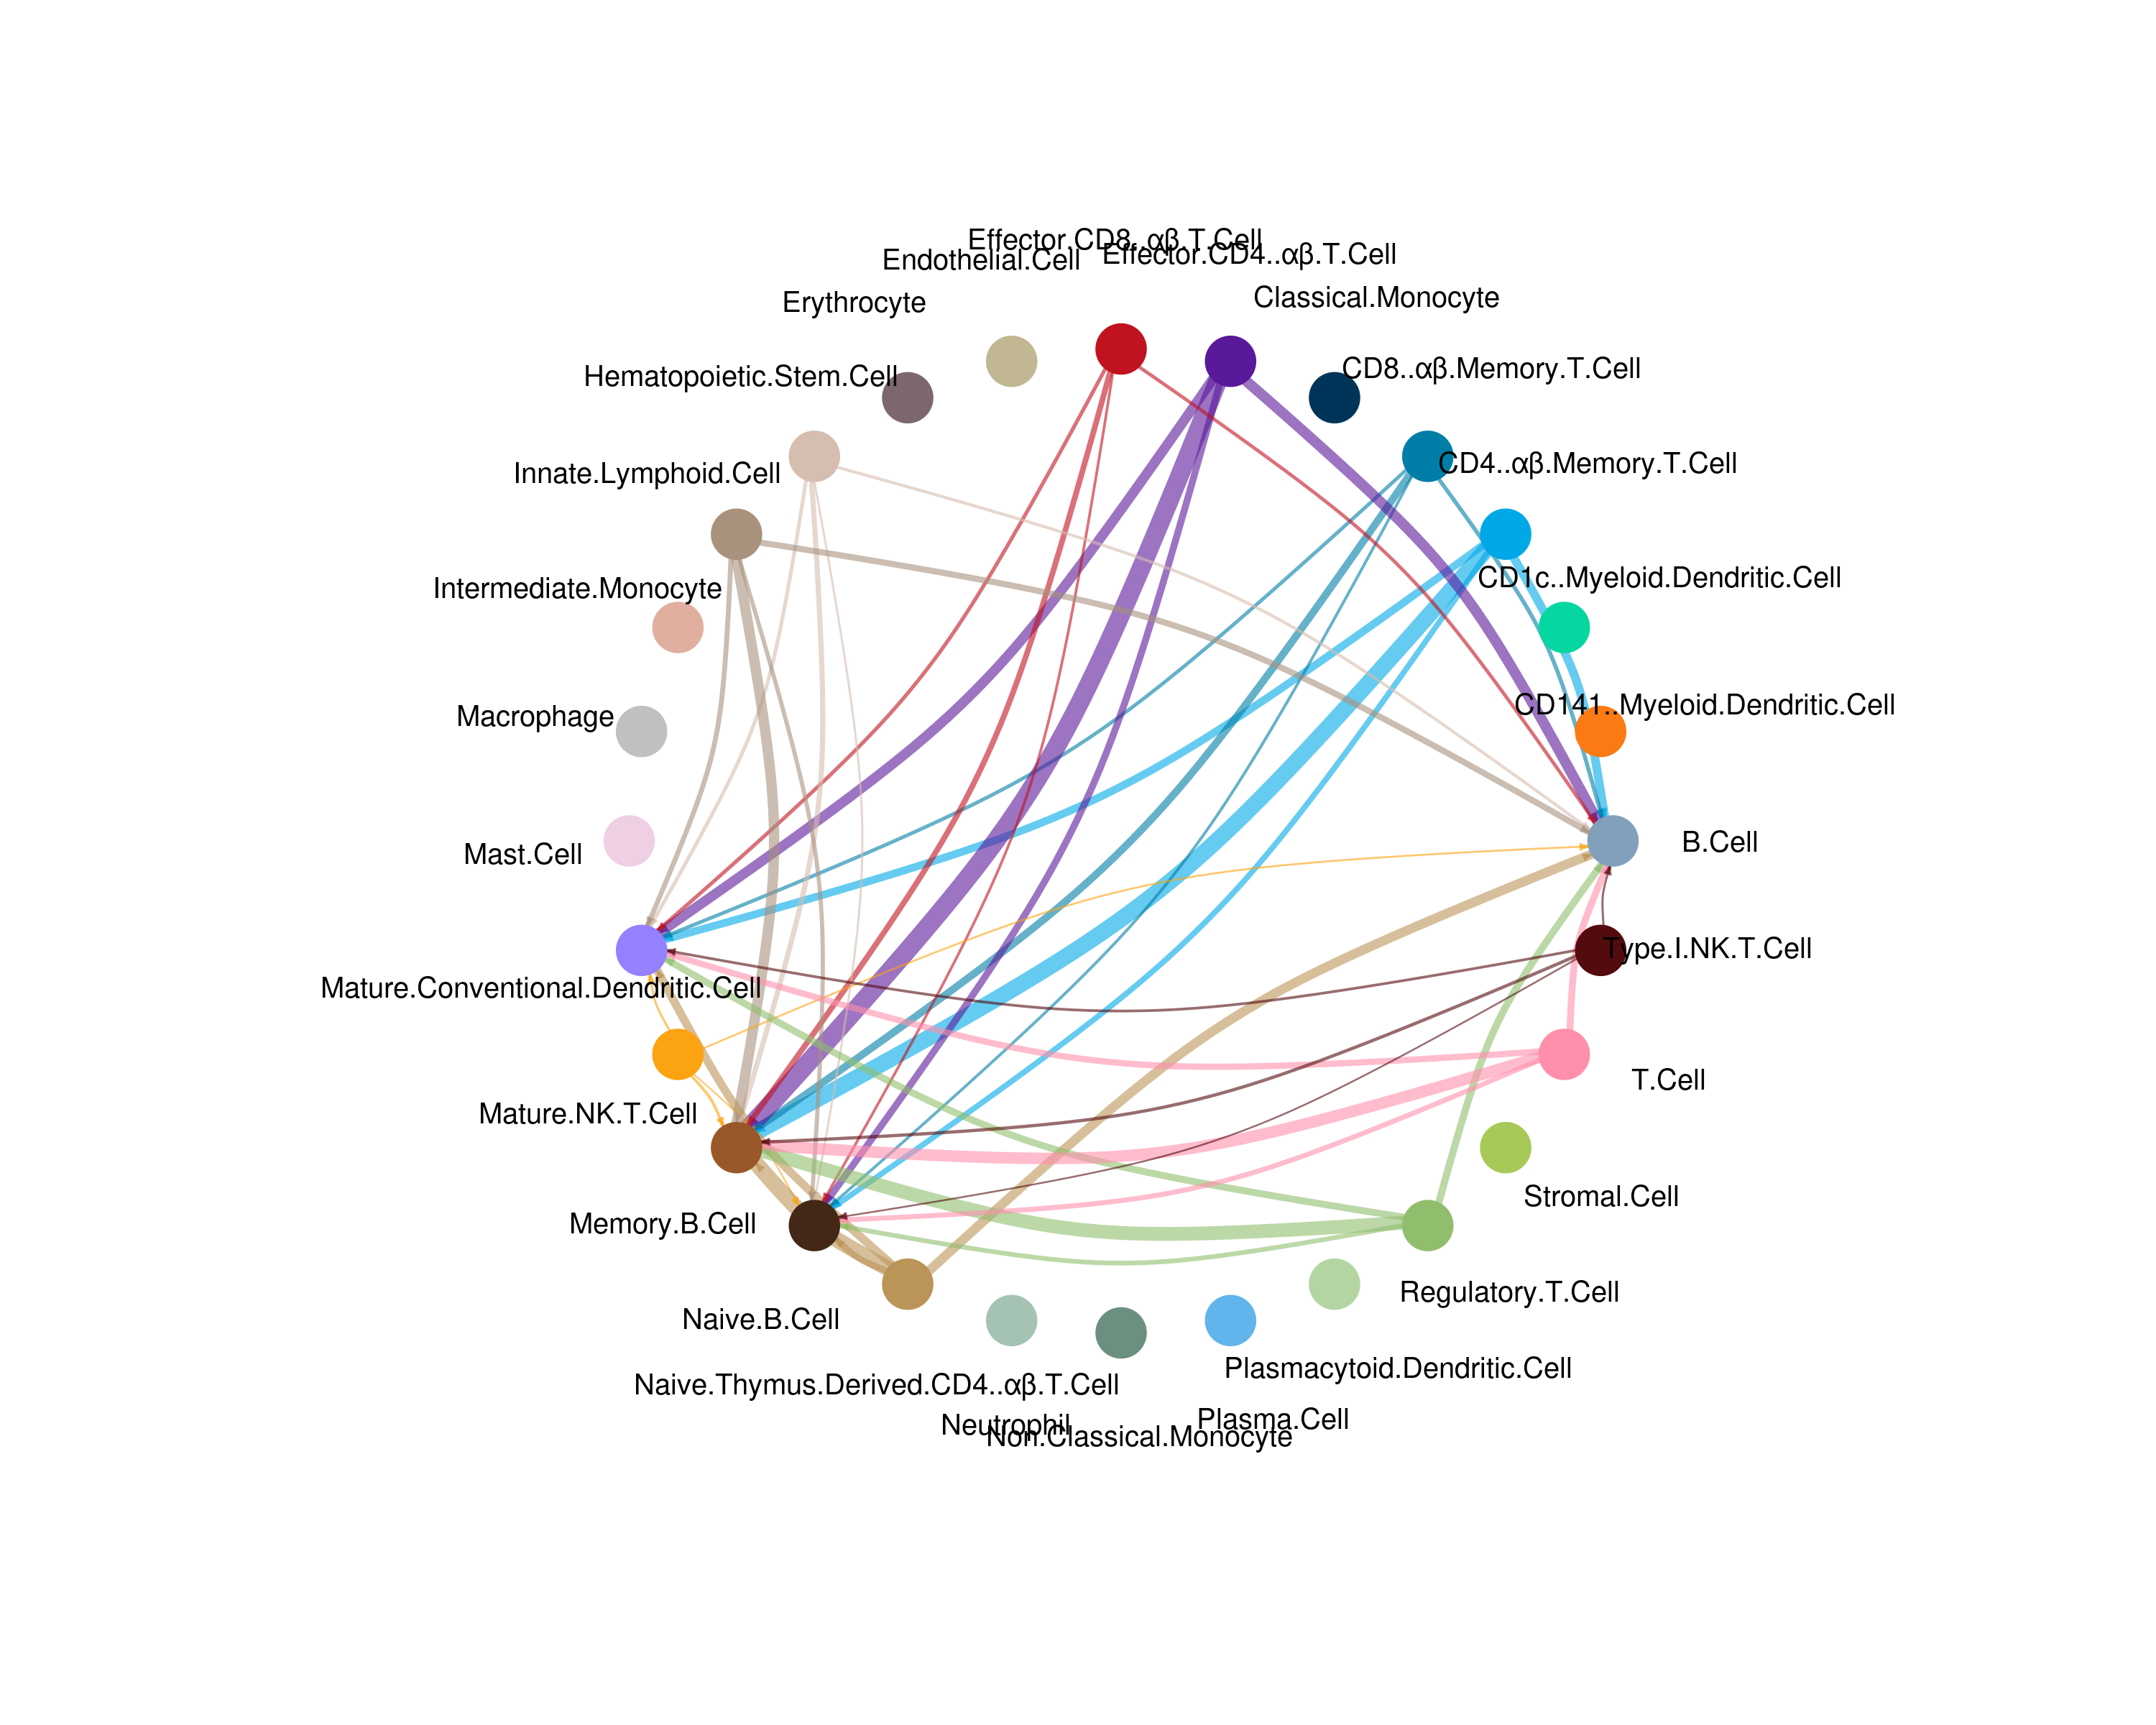 Effector.CD8..αβ.T.Cell
Effector.CD4..αβ.T.Cell
Endothelial.Cell
Classical.Monocyte
Erythrocyte
CD8..αβ.Memory.T.Cell
Hematopoietic.Stem.Cell
CD4..αβ.Memory.T.Cell
Innate.Lymphoid.Cell
CD1c..Myeloid.Dendritic.Cell
Intermediate.Monocyte
CD141..Myeloid.Dendritic.Cell
Macrophage
B.Cell
Mast.Cell
Type.I.NK.T.Cell
Mature.Conventional.Dendritic.Cell
T.Cell
Mature.NK.T.Cell
Stromal.Cell
Memory.B.Cell
Regulatory.T.Cell
Naive.B.Cell
Plasmacytoid.Dendritic.Cell
Naive.Thymus.Derived.CD4..αβ.T.Cell
Plasma.Cell
Neutrophil
Non.Classical.Monocyte